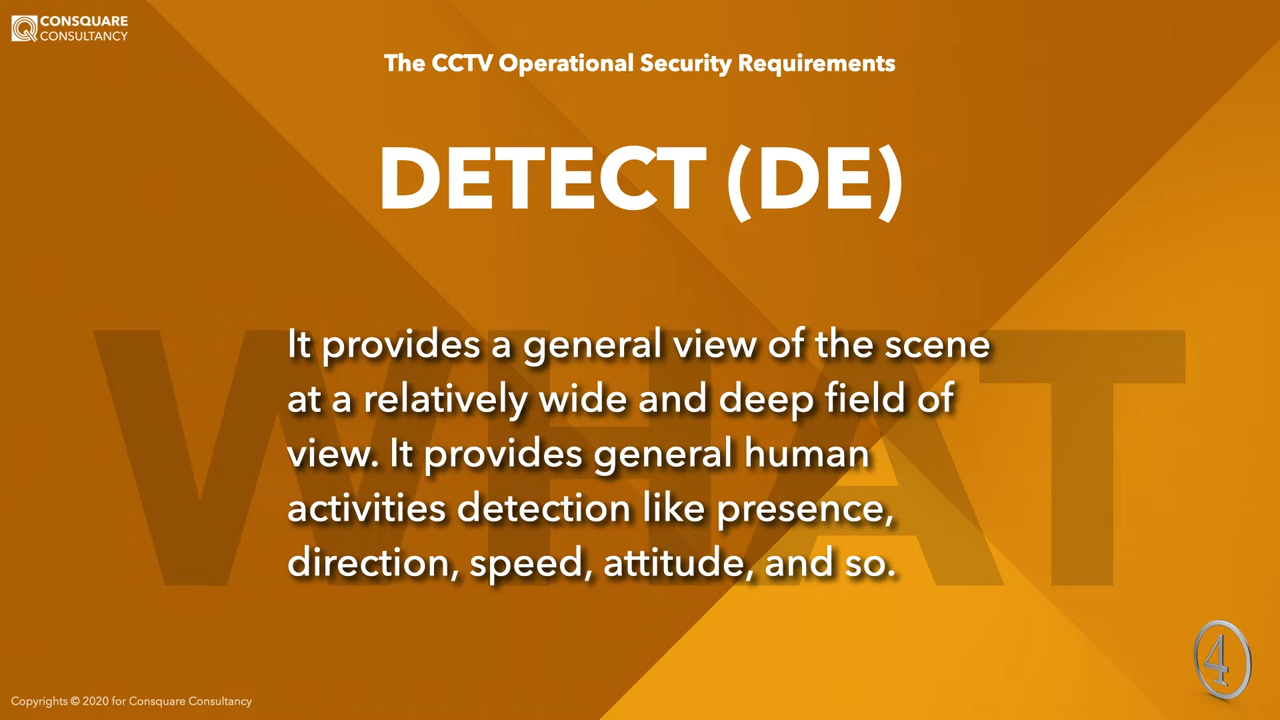 CONSQUARE
CONSULTANCY
The CCTV Operational Security Requirements
DETECT (DE)
WHAT
It provides a general view of the scene
at a relatively wide and deep field of
view. It provides general human
activities detection like presence,
direction, speed, attitude, and so.
4
Copyrights © 2020 for Consquare Consultancy